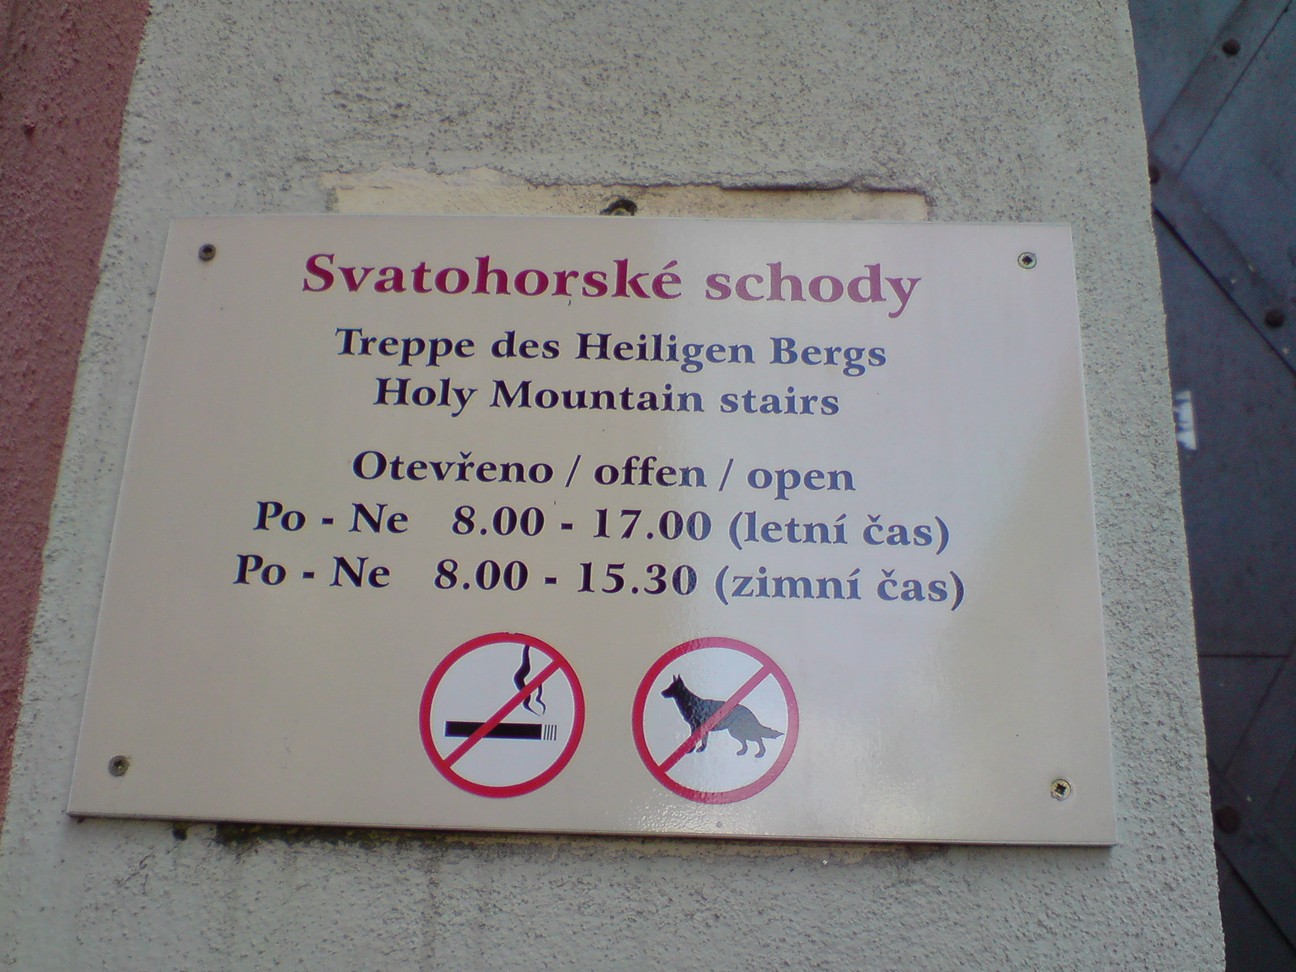 Svatohorské schody
Treppe des Heiligen Bergs
Holy Mountain stairs
Otevřeno / offen / open
Po - Ne 8.00 - 17.00 (letní čas)
Po - Ne 8.00 - 15.30 (zimní čas)